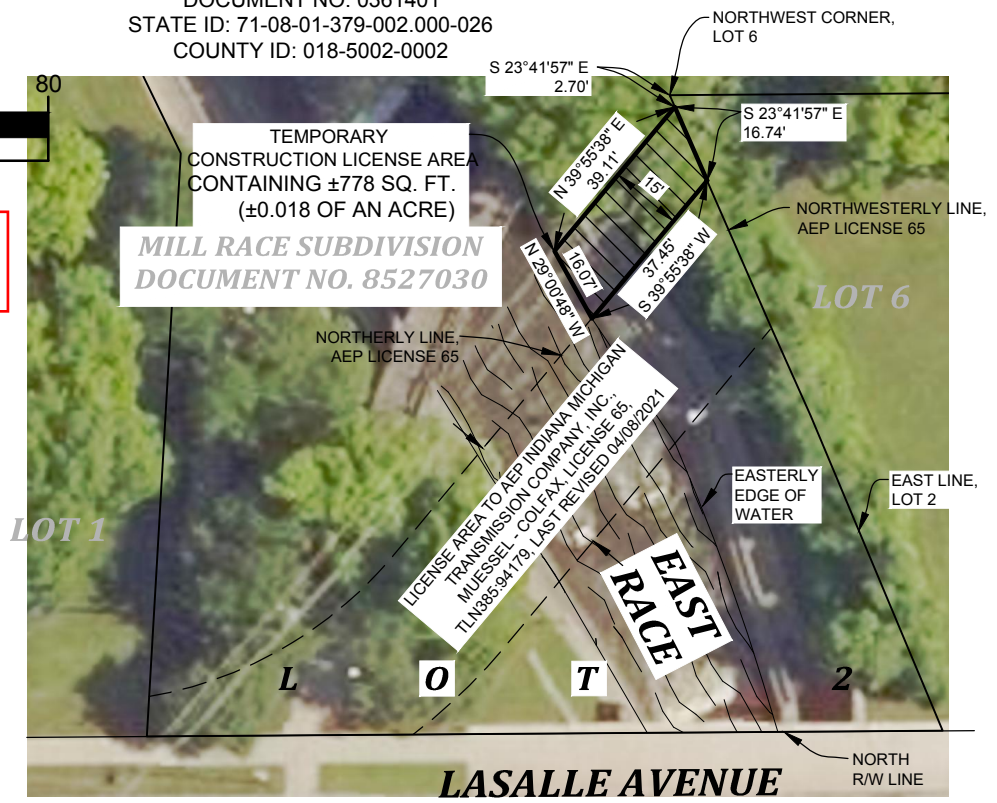 DOCUMENT NO. 0361401
STATE ID: 71-08-01-379-002.000-026
COUNTY ID: 018-5002-0002
80
NORTHWEST CORNER,
LOT 6
S 23°41'57" E
2.70'
S 23°41'57" E
16.74'
TEMPORARY
CONSTRUCTION LICENSE AREA
CONTAINING ±778 SQ. FT.
(±0.018 OF AN ACRE)
N 39°55'38" E
39.11'
15'
NORTHWESTERLY LINE,
AEP LICENSE 65
MILL RACE SUBDIVISION
DOCUMENT NO. 8527030
16.07'
N 29°00'48" W
37.45'
S 39°55'38" W
LOT 6
NORTHERLY LINE,
AEP LICENSE 65
LICENSE AREA TO AEP INDIANA MICHIGAN
TRANSMISSION COMPANY, INC.,
MUESSEL - COLFAX, LICENSE 65,
TLN385:94179, LAST REVISED 04/08/2021
EASTERLY
EDGE OF
WATER
EAST LINE,
LOT 2
LOT 1
EAST
RACE
L O T 2
NORTH
R/W LINE
LASALLE AVENUE